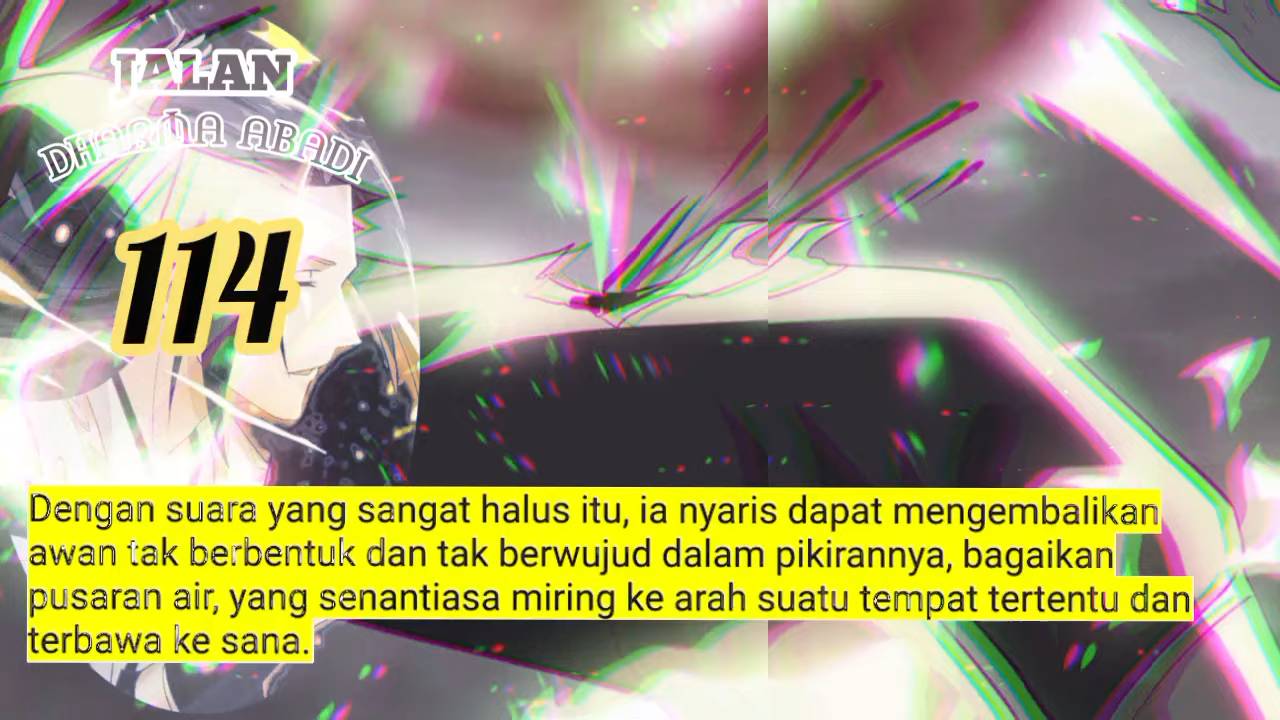 JALAN
DHARMA ABADI
114
Dengan suara yang sangat halus itu, ia nyaris dapat mengembalikan
awan tak berbentuk dan tak berwujud dalam pikirannya, bagaikan
pusaran air, yang senantiasa miring ke arah suatu tempat tertentu dan
terbawa ke sana.